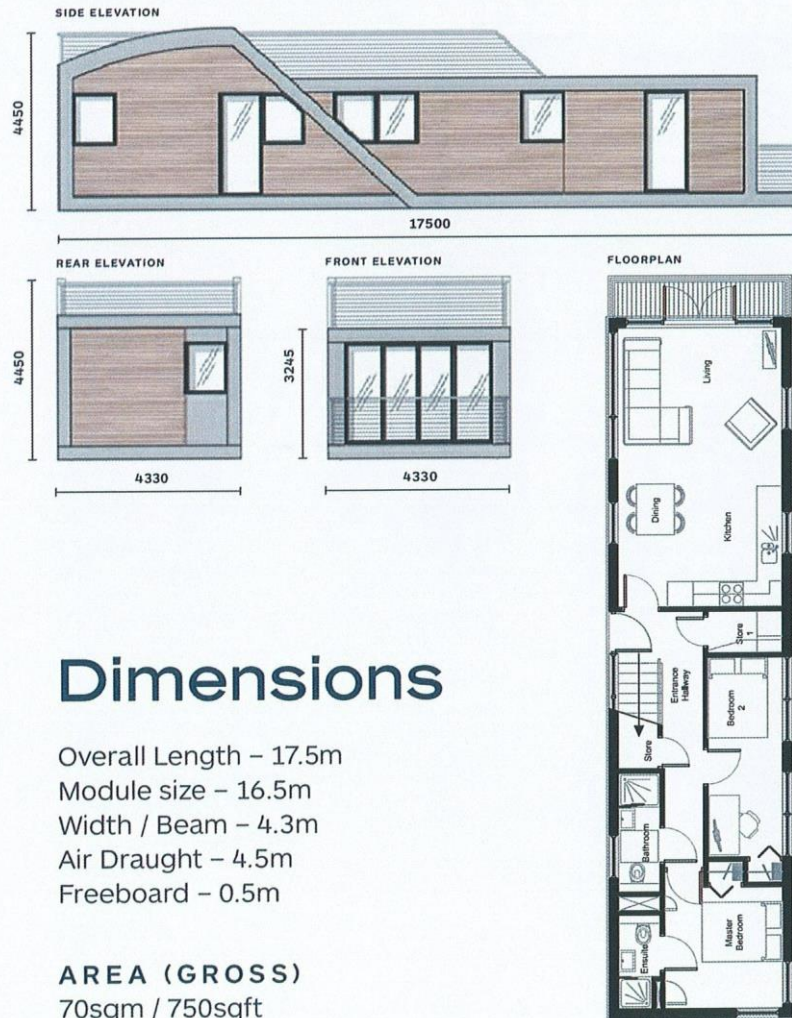 SIDE ELEVATION
4450
17500
REAR ELEVATION
FRONT ELEVATION
FLOORPLAN
4450
3245
4330
4330
Living
Dining
Kitchen
Store
1
Entrance
Hallway
Bedroom
2
Store
Bathroom
Ensuite
Master
Bedroom
Dimensions
Overall Length – 17.5m
Module size – 16.5m
Width / Beam – 4.3m
Air Draught – 4.5m
Freeboard – 0.5m
AREA (GROSS)
70sqm / 750sqft